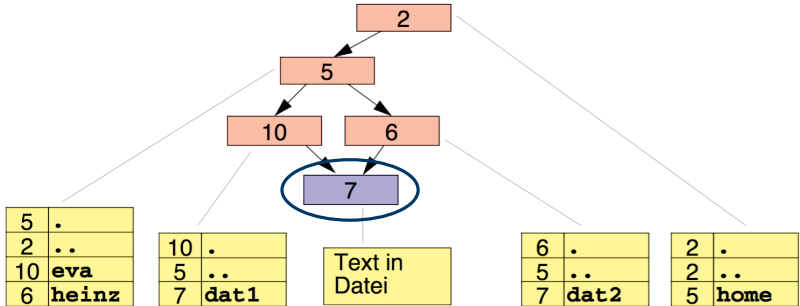 2
5
10 6
7
5 .
2 ..
10 eva
6 heinz
10 .
5 ..
7 dat1
Text in
Datei
6 .
5 ..
7 dat2
2 .
2 ..
5 home